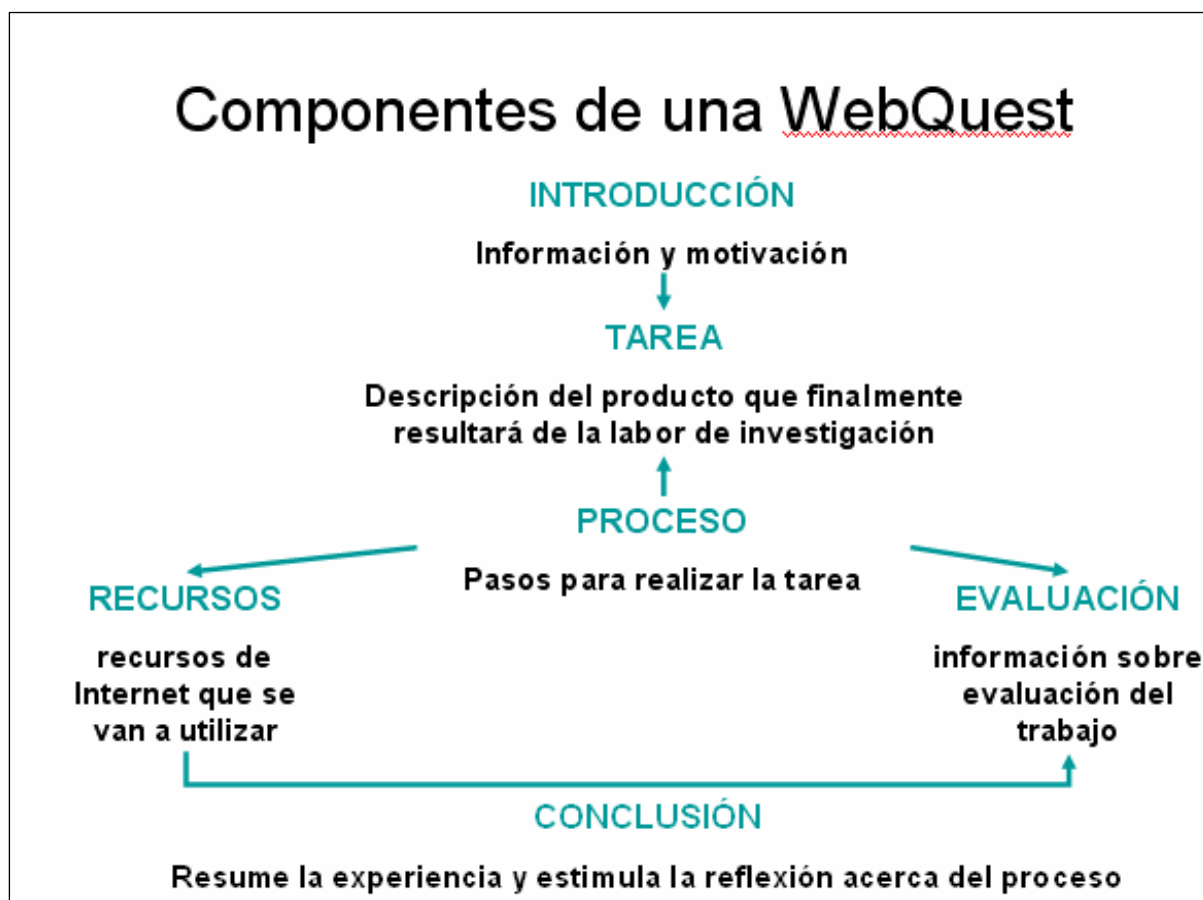 Componentes de una WebQuest
INTRODUCCIÓN
Información y motivación
TAREA
Descripción del producto que finalmente
resultará de la labor de investigación
PROCESO
Pasos para realizar la tarea
RECURSOS
recursos de
Internet que se
van a utilizar
EVALUACIÓN
información sobre
evaluación del
trabajo
CONCLUSIÓN
Resume la experiencia y estimula la reflexión acerca del proceso